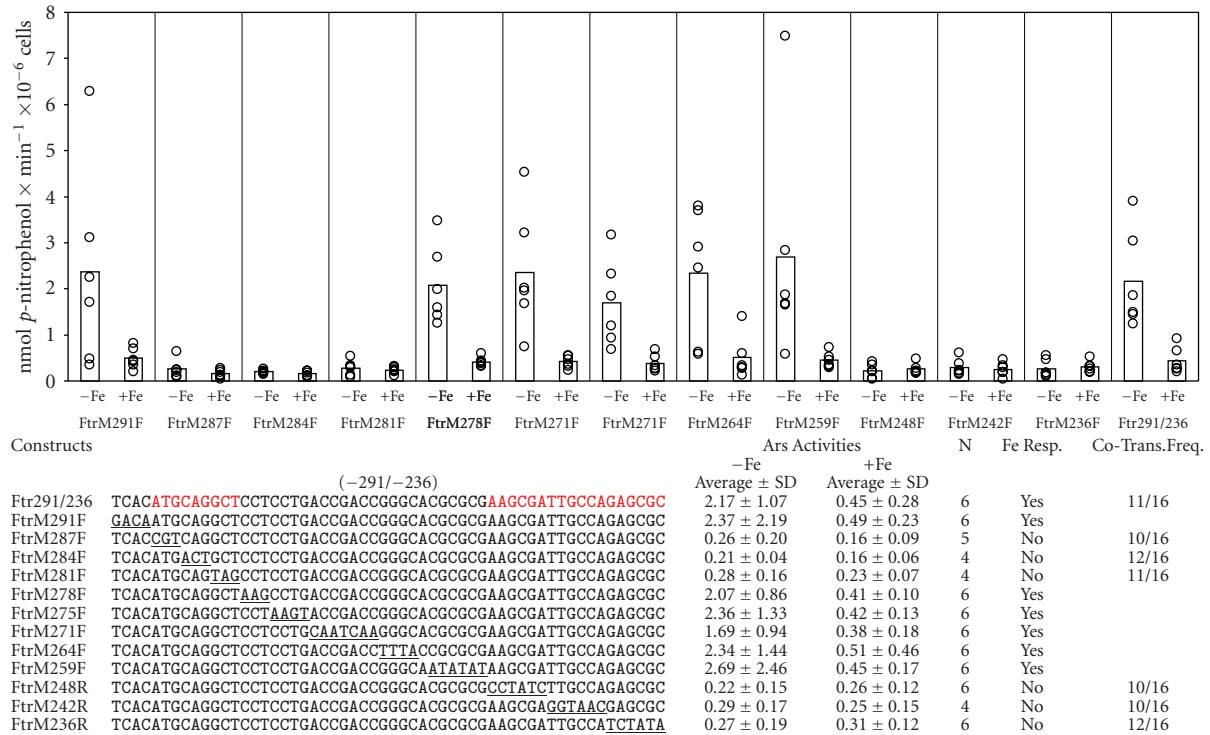 8
7
6
5
4
3
2
1
0
nmol p-nitrophenol × min⁻¹ ×10⁻⁶ cells
−Fe +Fe −Fe +Fe −Fe +Fe −Fe +Fe −Fe +Fe −Fe +Fe −Fe +Fe −Fe +Fe −Fe +Fe −Fe +Fe −Fe +Fe −Fe +Fe −Fe +Fe
FtrM291F FtrM287F FtrM284F FtrM281F FtrM278F FtrM271F FtrM271F FtrM264F FtrM259F FtrM248F FtrM242F FtrM236F Ftr291/236
Constructs Ars Activities N Fe Resp. Co-Trans.Freq.
−Fe +Fe
(−291/−236) Average ± SD Average ± SD
Ftr291/236 TCACATGCAGGCTCCTCCTGACCGACCGGGCACGCGCGAAGCGATTGCCAGAGCGC 2.17 ± 1.07 0.45 ± 0.28 6 Yes 11/16
FtrM291F GACAATGCAGGCTCCTCCTGACCGACCGGGCACGCGCGAAGCGATTGCCAGAGCGC 2.37 ± 2.19 0.49 ± 0.23 6 Yes
FtrM287F TCACCGTCAGGCTCCTCCTGACCGACCGGGCACGCGCGAAGCGATTGCCAGAGCGC 0.26 ± 0.20 0.16 ± 0.09 5 No 10/16
FtrM284F TCACATGACTGCTCCTCCTGACCGACCGGGCACGCGCGAAGCGATTGCCAGAGCGC 0.21 ± 0.04 0.16 ± 0.06 4 No 12/16
FtrM281F TCACATGCAGTAGCCTCCTGACCGACCGGGCACGCGCGAAGCGATTGCCAGAGCGC 0.28 ± 0.16 0.23 ± 0.07 4 No 11/16
FtrM278F TCACATGCAGGCTAAGCCTGACCGACCGGGCACGCGCGAAGCGATTGCCAGAGCGC 2.07 ± 0.86 0.41 ± 0.10 6 Yes
FtrM275F TCACATGCAGGCTCCTAAGTACCGACCGGGCACGCGCGAAGCGATTGCCAGAGCGC 2.36 ± 1.33 0.42 ± 0.13 6 Yes
FtrM271F TCACATGCAGGCTCCTCCTGCAATCAAGGGCACGCGCGAAGCGATTGCCAGAGCGC 1.69 ± 0.94 0.38 ± 0.18 6 Yes
FtrM264F TCACATGCAGGCTCCTCCTGACCGACCTTTACCGCGCGAAGCGATTGCCAGAGCGC 2.34 ± 1.44 0.51 ± 0.46 6 Yes
FtrM259F TCACATGCAGGCTCCTCCTGACCGACCGGGCAATATATAAGCGATTGCCAGAGCGC 2.69 ± 2.46 0.45 ± 0.17 6 Yes
FtrM248R TCACATGCAGGCTCCTCCTGACCGACCGGGCACGCGCGCCTATCTTGCCAGAGCGC 0.22 ± 0.15 0.26 ± 0.12 6 No 10/16
FtrM242R TCACATGCAGGCTCCTCCTGACCGACCGGGCACGCGCGAAGCGAGGTAACGAGCGC 0.29 ± 0.17 0.25 ± 0.15 4 No 10/16
FtrM236R TCACATGCAGGCTCCTCCTGACCGACCGGGCACGCGCGAAGCGATTGCCATCTATA 0.27 ± 0.19 0.31 ± 0.12 6 No 12/16